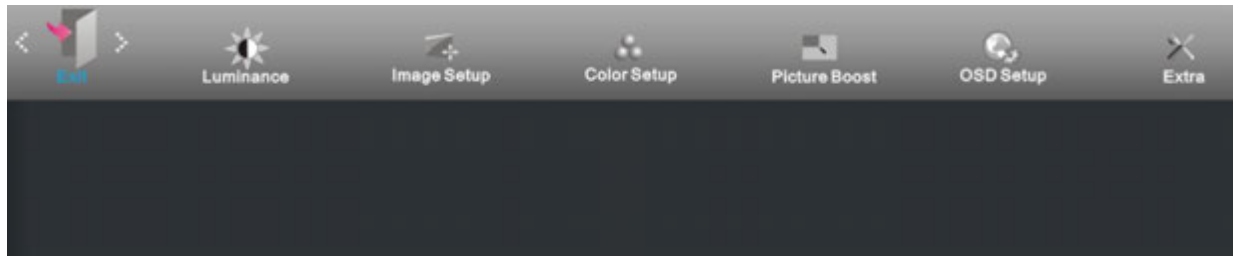 Exit
Luminance
Image Setup
Color Setup
Picture Boost
OSD Setup
Extra